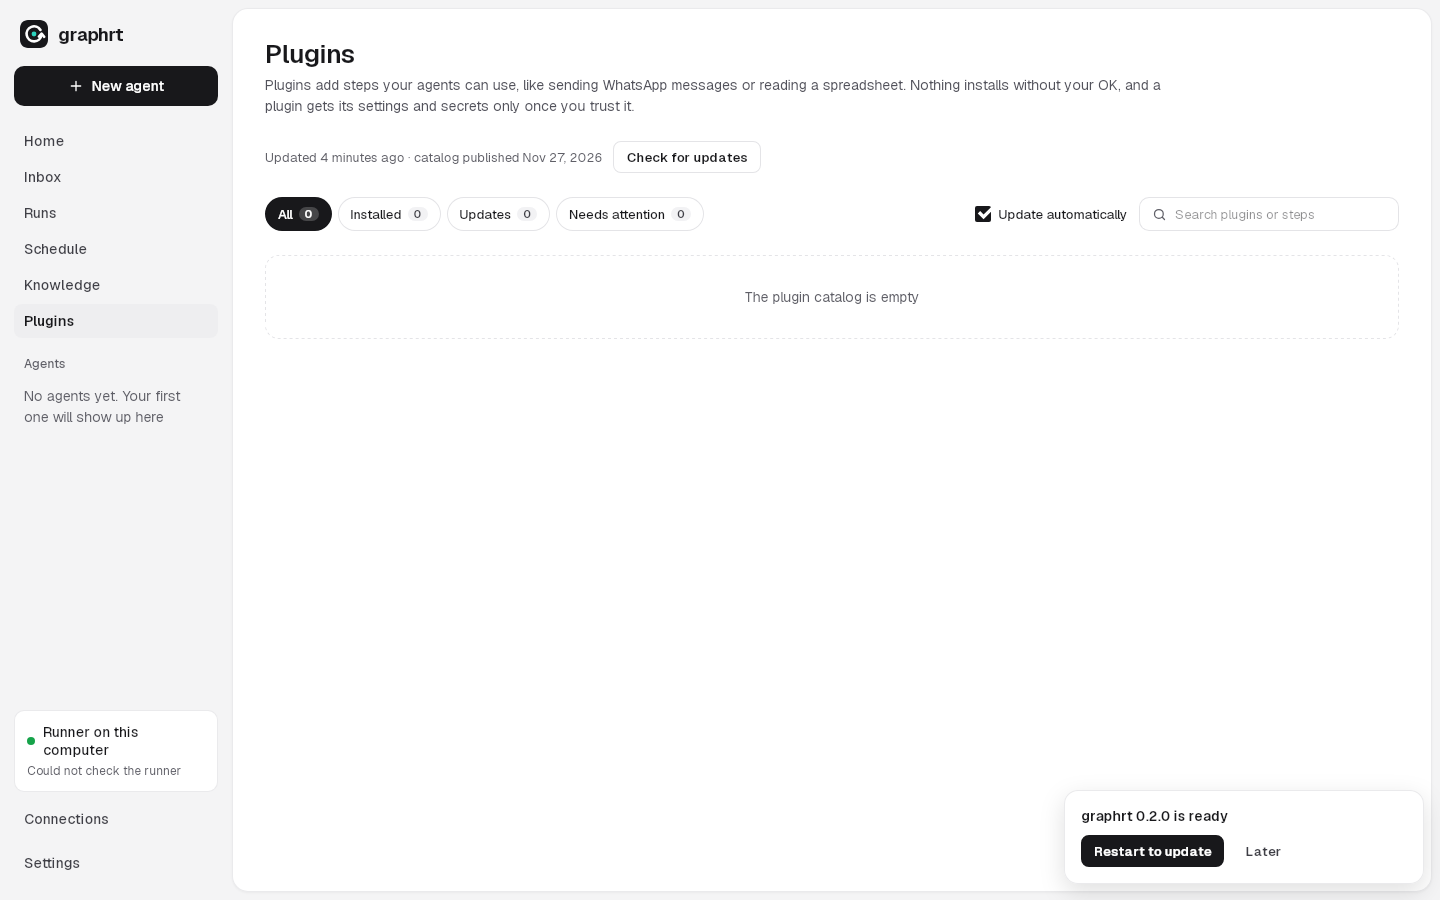 graphrt
New agent
Home
Inbox
Runs
Schedule
Knowledge
Plugins
Agents
No agents yet. Your first
one will show up here
Runner on this
computer
Could not check the runner
Connections
Settings
Plugins
Plugins add steps your agents can use, like sending WhatsApp messages or reading a spreadsheet. Nothing installs without your OK, and a
plugin gets its settings and secrets only once you trust it.
Updated 4 minutes ago · catalog published Nov 27, 2026 Check for updates
All 0 Installed 0 Updates 0 Needs attention 0 Update automatically Search plugins or steps
The plugin catalog is empty
graphrt 0.2.0 is ready
Restart to update Later